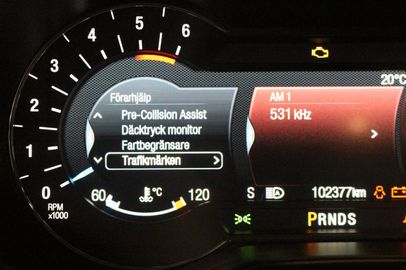 5
6
4
3
2
1
0
RPM
x1000
Förarhjälp
Pre-Collision Assist
Däcktryck monitor
Fartbegränsare
Trafikmärken
60 °C 120
20°C
AM 1
531 kHz
S 102377km
PRNDS